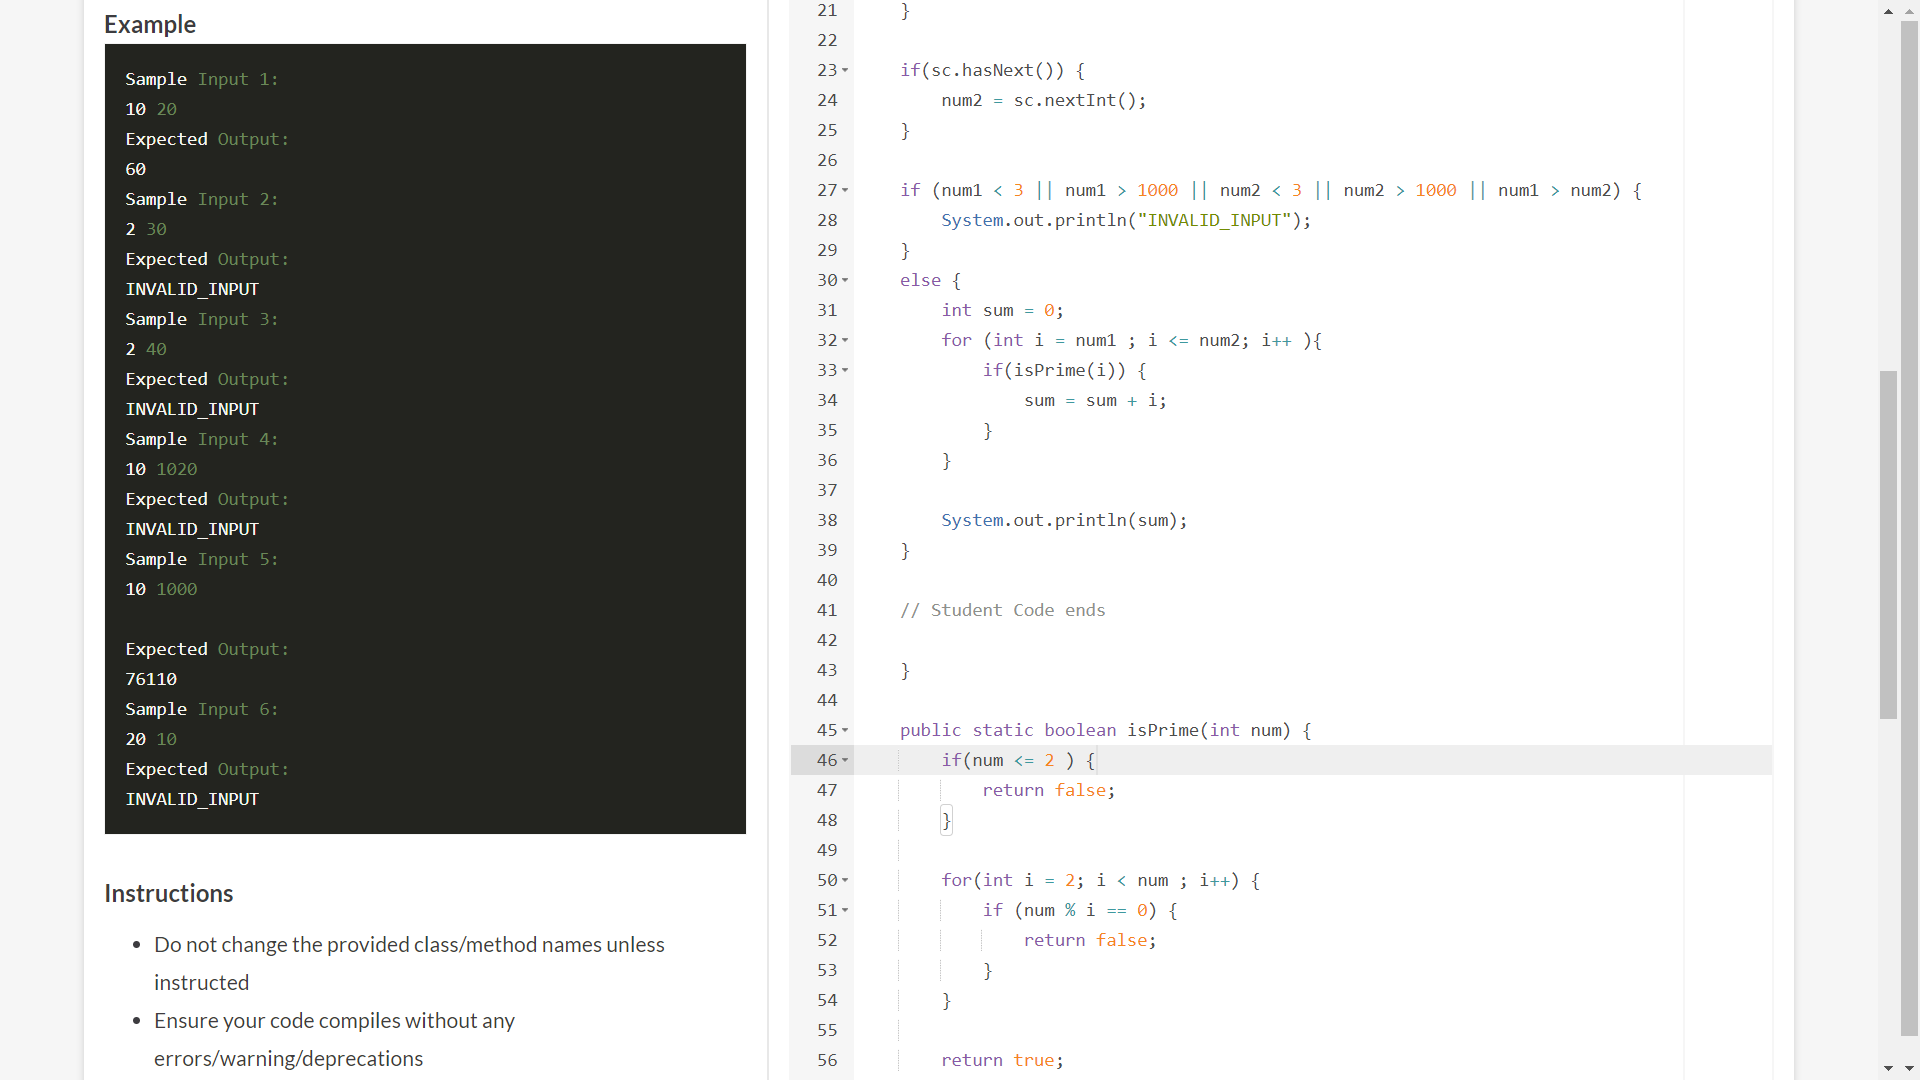 Example
Sample Input 1:
10 20
Expected Output:
60
Sample Input 2:
2 30
Expected Output:
INVALID_INPUT
Sample Input 3:
2 40
Expected Output:
INVALID_INPUT
Sample Input 4:
10 1020
Expected Output:
INVALID_INPUT
Sample Input 5:
10 1000
Expected Output:
76110
Sample Input 6:
20 10
Expected Output:
INVALID_INPUT
Instructions
• Do not change the provided class/method names unless
instructed
• Ensure your code compiles without any
errors/warning/deprecations
21 }
22
23 if(sc.hasNext()) {
24 num2 = sc.nextInt();
25 }
26
27 if (num1 < 3 || num1 > 1000 || num2 < 3 || num2 > 1000 || num1 > num2) {
28 System.out.println("INVALID_INPUT");
29 }
30 else {
31 int sum = 0;
32 for (int i = num1 ; i <= num2; i++ ){
33 if(isPrime(i)) {
34 sum = sum + i;
35 }
36 }
37
38 System.out.println(sum);
39 }
40
41 // Student Code ends
42
43 }
44
45 public static boolean isPrime(int num) {
46 if(num <= 2 ) {
47 return false;
48 }
49
50 for(int i = 2; i < num ; i++) {
51 if (num % i == 0) {
52 return false;
53 }
54 }
55
56 return true;